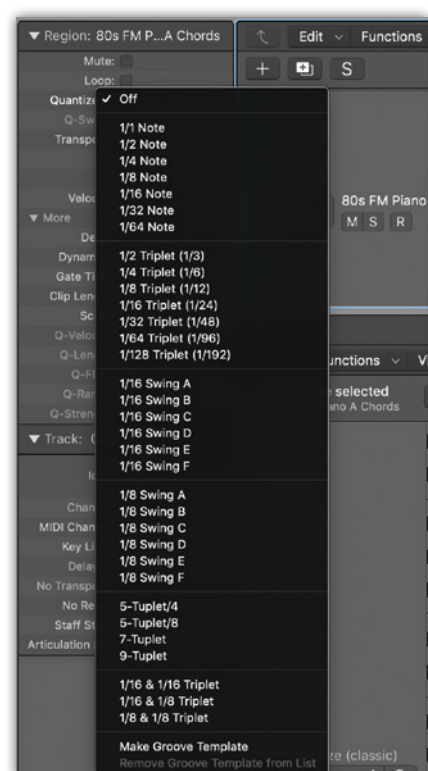 Region: 80s FM P...A Chords
Edit
Functions
Mute:
Loop:
S
Quantize
Off
Q-Sw
1/1 Note
Transpo
1/2 Note
1/4 Note
1/8 Note
1/16 Note
Veloc
1/32 Note
80s FM Piano
More
1/64 Note
M S R
De
Dynam
1/2 Triplet (1/3)
Gate Ti
1/4 Triplet (1/6)
Clip Leng
1/8 Triplet (1/12)
Sc
1/16 Triplet (1/24)
Q-Veloc
1/32 Triplet (1/48)
1/64 Triplet (1/96)
Q-Len
1/128 Triplet (1/192)
unctions
V
Q-Fl
1/16 Swing A
selected
Q-Ran
1/16 Swing B
ano A Chords
Q-Stren
1/16 Swing C
Track:
1/16 Swing D
1/16 Swing E
1/16 Swing F
Chan
1/8 Swing A
MIDI Chan
1/8 Swing B
Key Li
1/8 Swing C
Delay
1/8 Swing D
No Transpo
1/8 Swing E
1/8 Swing F
No Re
5-Tuplet/4
Staff St
5-Tuplet/8
Articulation
7-Tuplet
9-Tuplet
1/16 & 1/16 Triplet
1/16 & 1/8 Triplet
1/8 & 1/8 Triplet
Make Groove Template
ze (classic)
Remove Groove Template from List